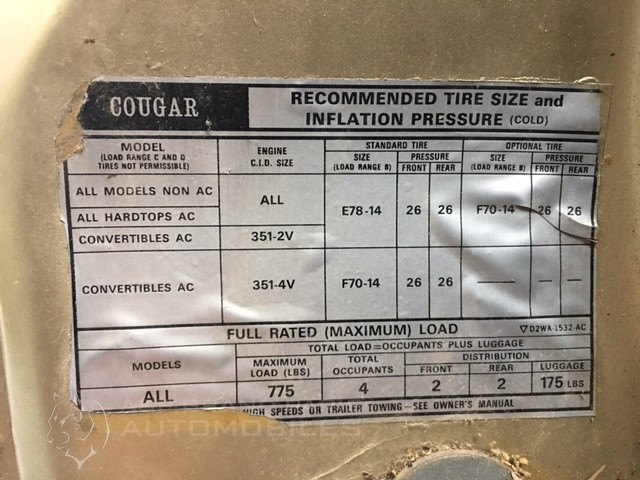 COUGAR
RECOMMENDED TIRE SIZE and
INFLATION PRESSURE (COLD)
MODEL
(LOAD RANGE C AND D
TIRES NOT PERMISSIBLE)
ENGINE
C.I.D. SIZE
STANDARD TIRE
OPTIONAL TIRE
SIZE PRESSURE SIZE PRESSURE
(LOAD RANGE B) FRONT REAR (LOAD RANGE B) FRONT REAR
ALL MODELS NON AC
ALL HARDTOPS AC
ALL
E78-14 26 26 F70-14 26 26
CONVERTIBLES AC 351-2V
CONVERTIBLES AC 351-4V F70-14 26 26 — — —
FULL RATED (MAXIMUM) LOAD ▽D2WA-1532-AC
MODELS
TOTAL LOAD=OCCUPANTS PLUS LUGGAGE
MAXIMUM
LOAD (LBS)
TOTAL
OCCUPANTS
DISTRIBUTION
FRONT REAR LUGGAGE
ALL 775 4 2 2 175 LBS
HIGH SPEEDS OR TRAILER TOWING—SEE OWNER'S MANUAL
AUTOMOBILES